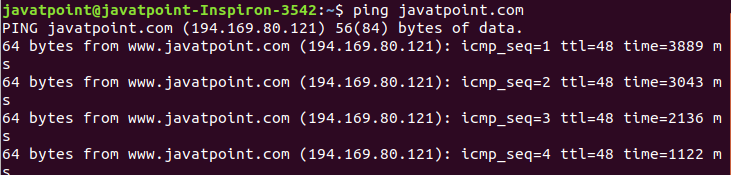 javatpoint@javatpoint-Inspiron-3542:~$ ping javatpoint.com
PING javatpoint.com (194.169.80.121) 56(84) bytes of data.
64 bytes from www.javatpoint.com (194.169.80.121): icmp_seq=1 ttl=48 time=3889 m
s
64 bytes from www.javatpoint.com (194.169.80.121): icmp_seq=2 ttl=48 time=3043 m
s
64 bytes from www.javatpoint.com (194.169.80.121): icmp_seq=3 ttl=48 time=2136 m
s
64 bytes from www.javatpoint.com (194.169.80.121): icmp_seq=4 ttl=48 time=1122 m
s